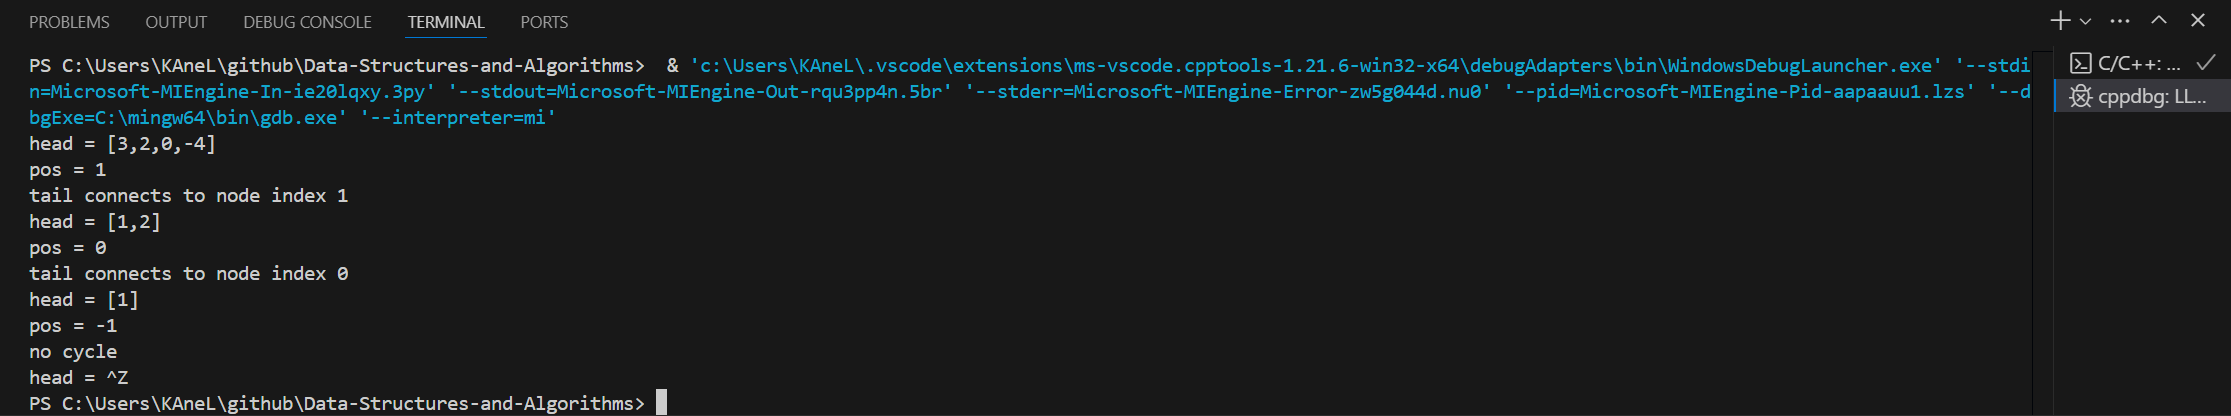 PROBLEMS OUTPUT DEBUG CONSOLE TERMINAL PORTS
PS C:\Users\KAneL\github\Data-Structures-and-Algorithms>  & 'c:\Users\KAneL\.vscode\extensions\ms-vscode.cpptools-1.21.6-win32-x64\debugAdapters\bin\WindowsDebugLauncher.exe' '--stdi
n=Microsoft-MIEngine-In-ie20lqxy.3py' '--stdout=Microsoft-MIEngine-Out-rqu3pp4n.5br' '--stderr=Microsoft-MIEngine-Error-zw5g044d.nu0' '--pid=Microsoft-MIEngine-Pid-aapaauu1.lzs' '--d
bgExe=C:\mingw64\bin\gdb.exe' '--interpreter=mi'
head = [3,2,0,-4]
pos = 1
tail connects to node index 1
head = [1,2]
pos = 0
tail connects to node index 0
head = [1]
pos = -1
no cycle
head = ^Z
PS C:\Users\KAneL\github\Data-Structures-and-Algorithms>
C/C++: ...
cppdbg: LL...